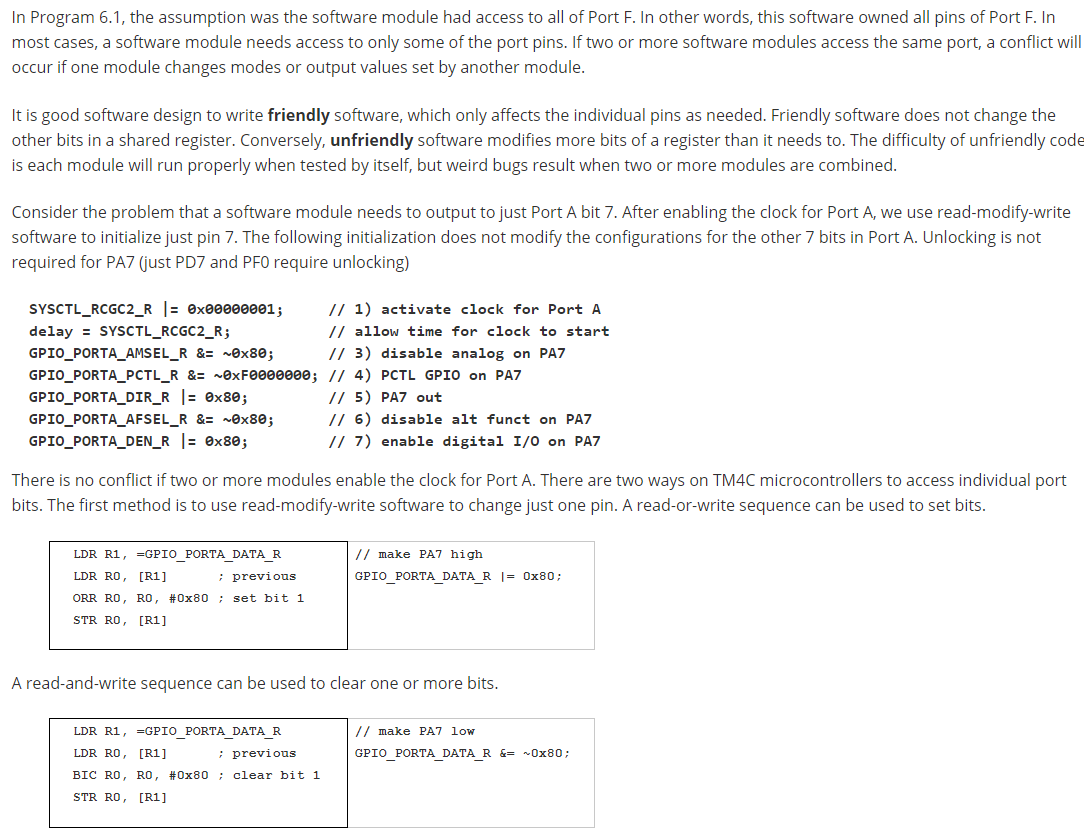 In Program 6.1, the assumption was the software module had access to all of Port F. In other words, this software owned all pins of Port F. In
most cases, a software module needs access to only some of the port pins. If two or more software modules access the same port, a conflict will
occur if one module changes modes or output values set by another module.
It is good software design to write friendly software, which only affects the individual pins as needed. Friendly software does not change the
other bits in a shared register. Conversely, unfriendly software modifies more bits of a register than it needs to. The difficulty of unfriendly code
is each module will run properly when tested by itself, but weird bugs result when two or more modules are combined.
Consider the problem that a software module needs to output to just Port A bit 7. After enabling the clock for Port A, we use read-modify-write
software to initialize just pin 7. The following initialization does not modify the configurations for the other 7 bits in Port A. Unlocking is not
required for PA7 (just PD7 and PF0 require unlocking)
SYSCTL_RCGC2_R |= 0x00000001;     // 1) activate clock for Port A
delay = SYSCTL_RCGC2_R;           // allow time for clock to start
GPIO_PORTA_AMSEL_R &= ~0x80;      // 3) disable analog on PA7
GPIO_PORTA_PCTL_R &= ~0xF0000000; // 4) PCTL GPIO on PA7
GPIO_PORTA_DIR_R |= 0x80;         // 5) PA7 out
GPIO_PORTA_AFSEL_R &= ~0x80;      // 6) disable alt funct on PA7
GPIO_PORTA_DEN_R |= 0x80;         // 7) enable digital I/O on PA7
There is no conflict if two or more modules enable the clock for Port A. There are two ways on TM4C microcontrollers to access individual port
bits. The first method is to use read-modify-write software to change just one pin. A read-or-write sequence can be used to set bits.
LDR R1, =GPIO_PORTA_DATA_R
LDR R0, [R1]      ; previous
ORR R0, R0, #0x80 ; set bit 1
STR R0, [R1]
// make PA7 high
GPIO_PORTA_DATA_R |= 0x80;
A read-and-write sequence can be used to clear one or more bits.
LDR R1, =GPIO_PORTA_DATA_R
LDR R0, [R1]      ; previous
BIC R0, R0, #0x80 ; clear bit 1
STR R0, [R1]
// make PA7 low
GPIO_PORTA_DATA_R &= ~0x80;